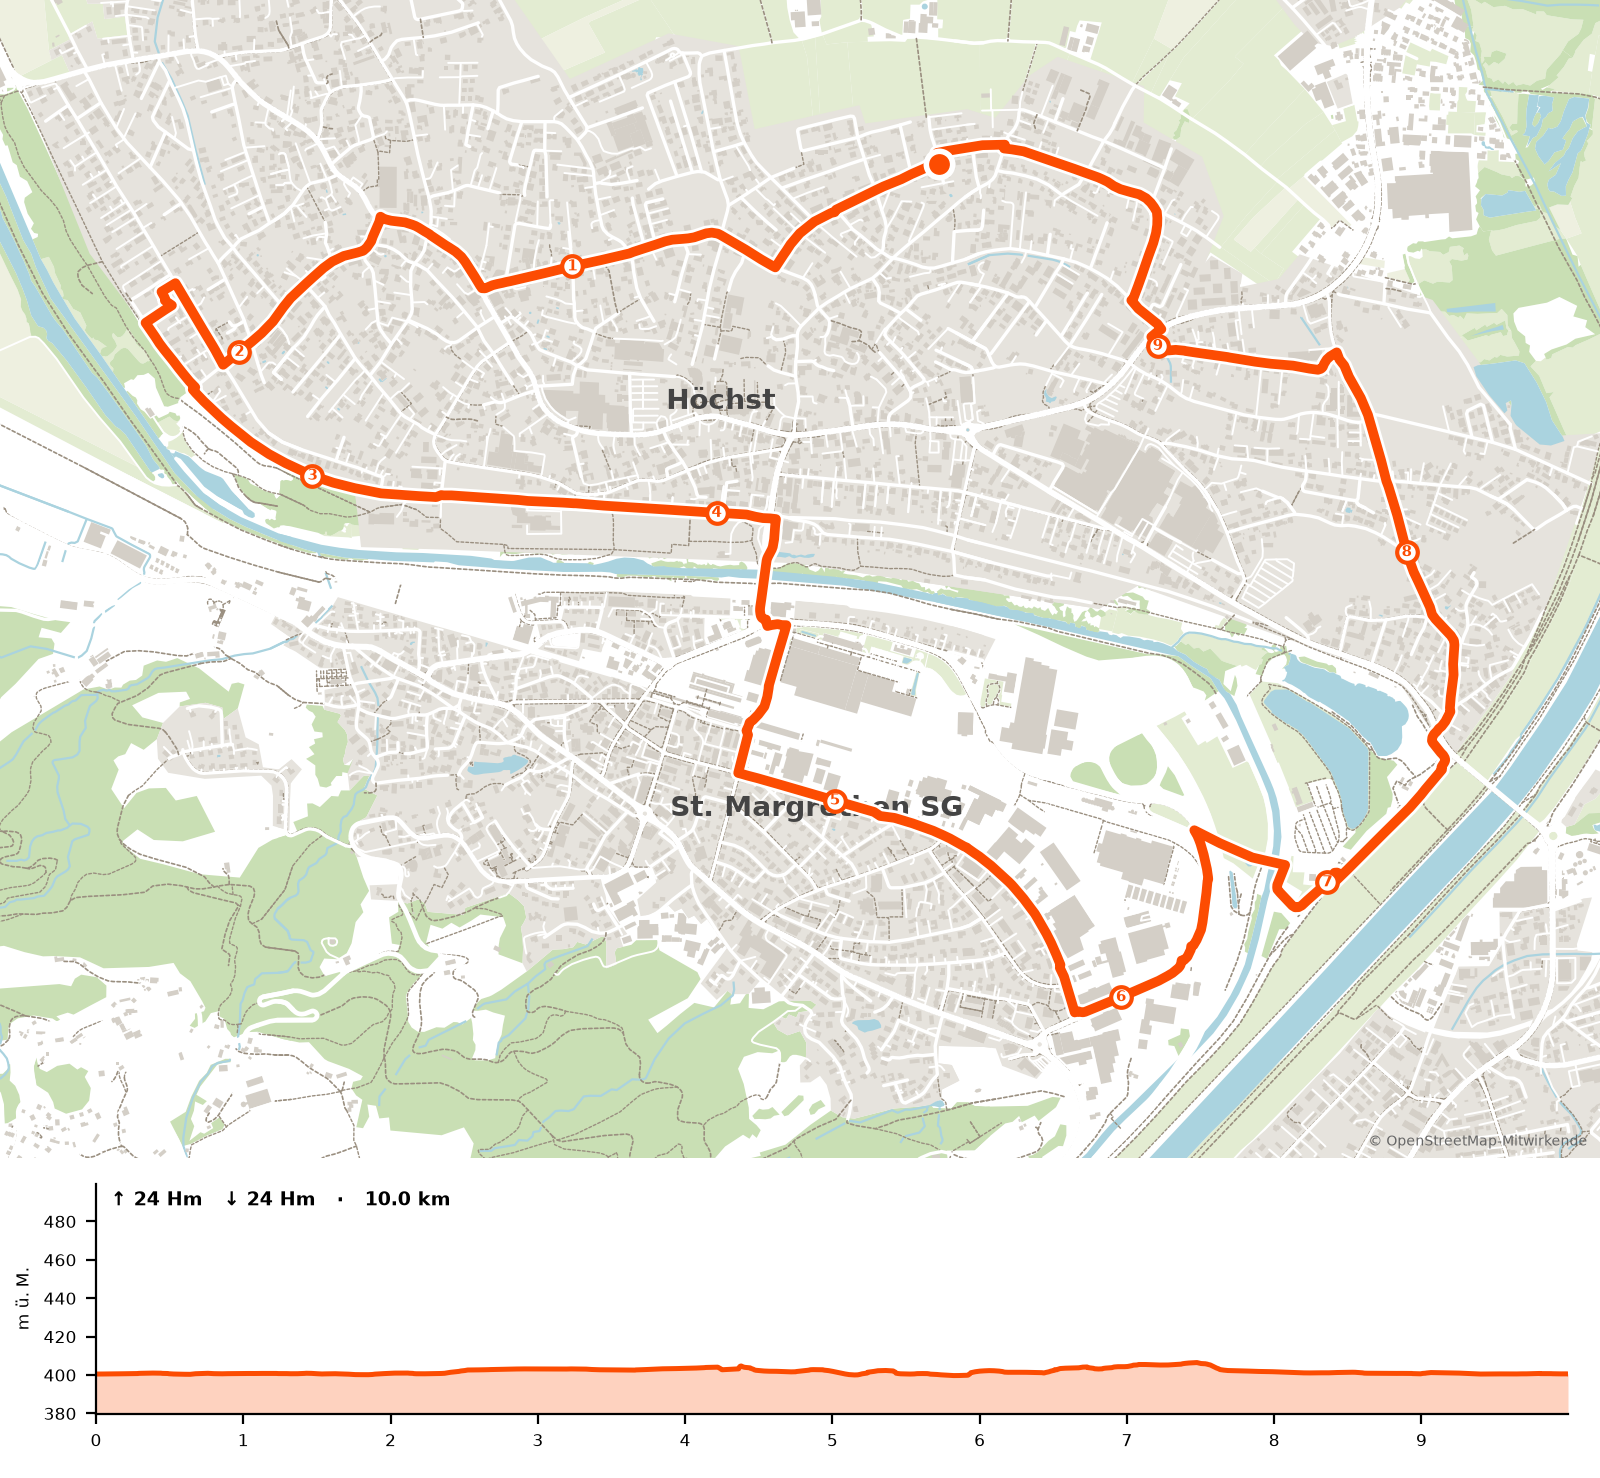 1
2
9
Höchst
3
4
8
St. Margrethen SG
5
7
6
© OpenStreetMap-Mitwirkende
↑ 24 Hm ↓ 24 Hm · 10.0 km
480
460
440
420
400
380
m ü. M.
0 1 2 3 4 5 6 7 8 9